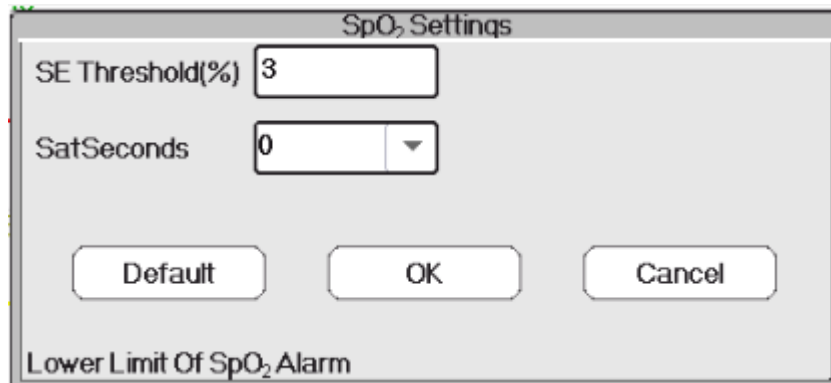 SpO₂ Settings
SE Threshold(%) 3
SatSeconds 0
Default OK Cancel
Lower Limit Of SpO₂ Alarm